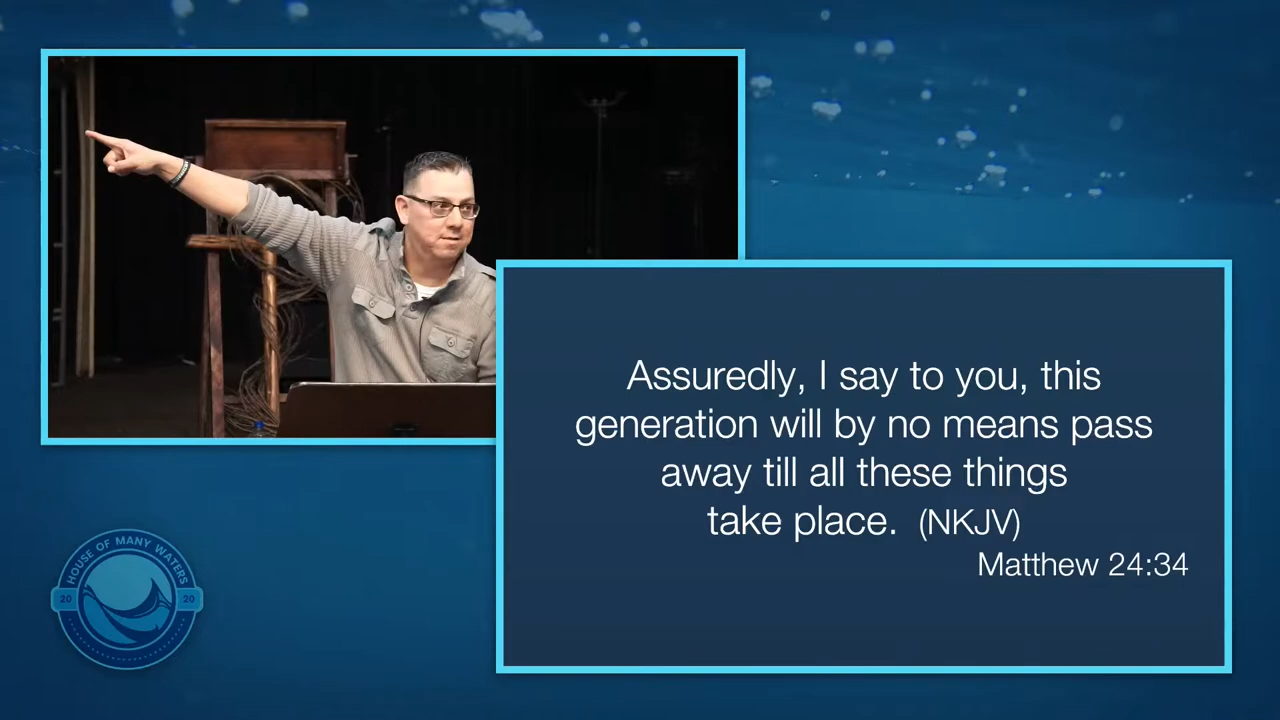 Assuredly, I say to you, this
generation will by no means pass
away till all these things
take place. (NKJV)
Matthew 24:34
HOUSE OF MANY WATERS
20 20